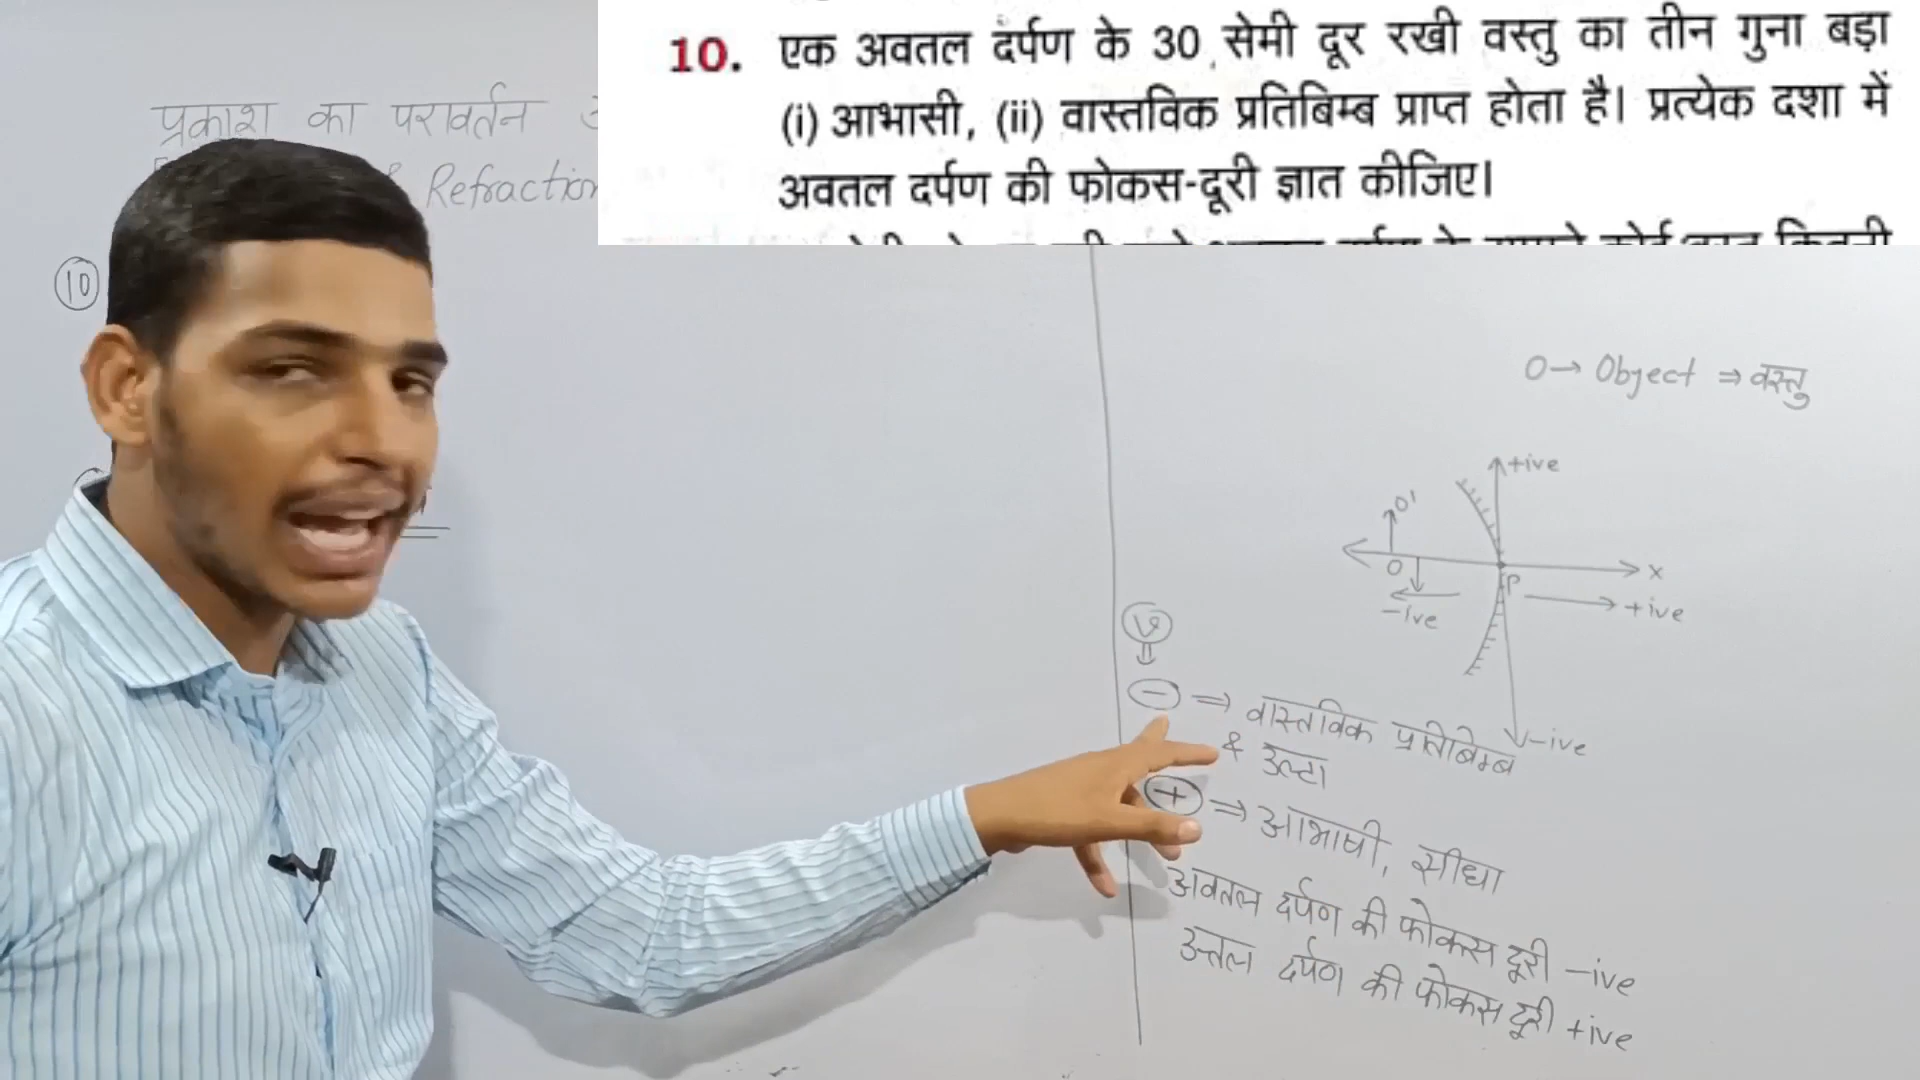 10. एक अवतल दर्पण के 30 सेमी दूर रखी वस्तु का तीन गुना बड़ा
(i) आभासी, (ii) वास्तविक प्रतिबिम्ब प्राप्त होता है। प्रत्येक दशा में
अवतल दर्पण की फोकस-दूरी ज्ञात कीजिए।
प्रकाश का परावर्तन
Refraction
10
O → Object ⇒ वस्तु
+ive
O'
O
P
x
-ive
+ive
-ive
v
⇓
- ⇒ वास्तविक प्रतिबिम्ब
& उल्टा
+ ⇒ आभाषी, सीधा
अवतल दर्पण की फोकस दूरी -ive
उत्तल दर्पण की फोकस दूरी +ive